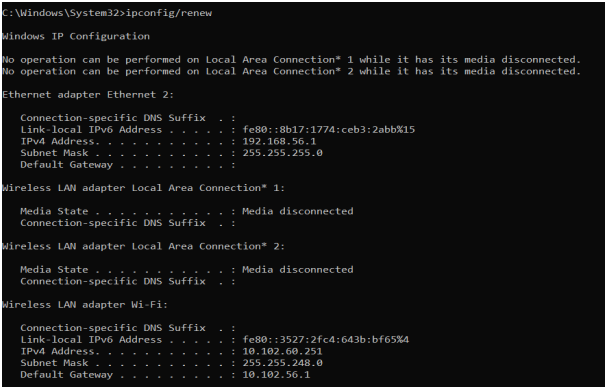 C:\Windows\System32>ipconfig/renew
Windows IP Configuration
No operation can be performed on Local Area Connection* 1 while it has its media disconnected.
No operation can be performed on Local Area Connection* 2 while it has its media disconnected.
Ethernet adapter Ethernet 2:
   Connection-specific DNS Suffix  . :
   Link-local IPv6 Address . . . . . : fe80::8b17:1774:ceb3:2abb%15
   IPv4 Address. . . . . . . . . . . : 192.168.56.1
   Subnet Mask . . . . . . . . . . . : 255.255.255.0
   Default Gateway . . . . . . . . . :
Wireless LAN adapter Local Area Connection* 1:
   Media State . . . . . . . . . . . : Media disconnected
   Connection-specific DNS Suffix  . :
Wireless LAN adapter Local Area Connection* 2:
   Media State . . . . . . . . . . . : Media disconnected
   Connection-specific DNS Suffix  . :
Wireless LAN adapter Wi-Fi:
   Connection-specific DNS Suffix  . :
   Link-local IPv6 Address . . . . . : fe80::3527:2fc4:643b:bf65%4
   IPv4 Address. . . . . . . . . . . : 10.102.60.251
   Subnet Mask . . . . . . . . . . . : 255.255.248.0
   Default Gateway . . . . . . . . . : 10.102.56.1